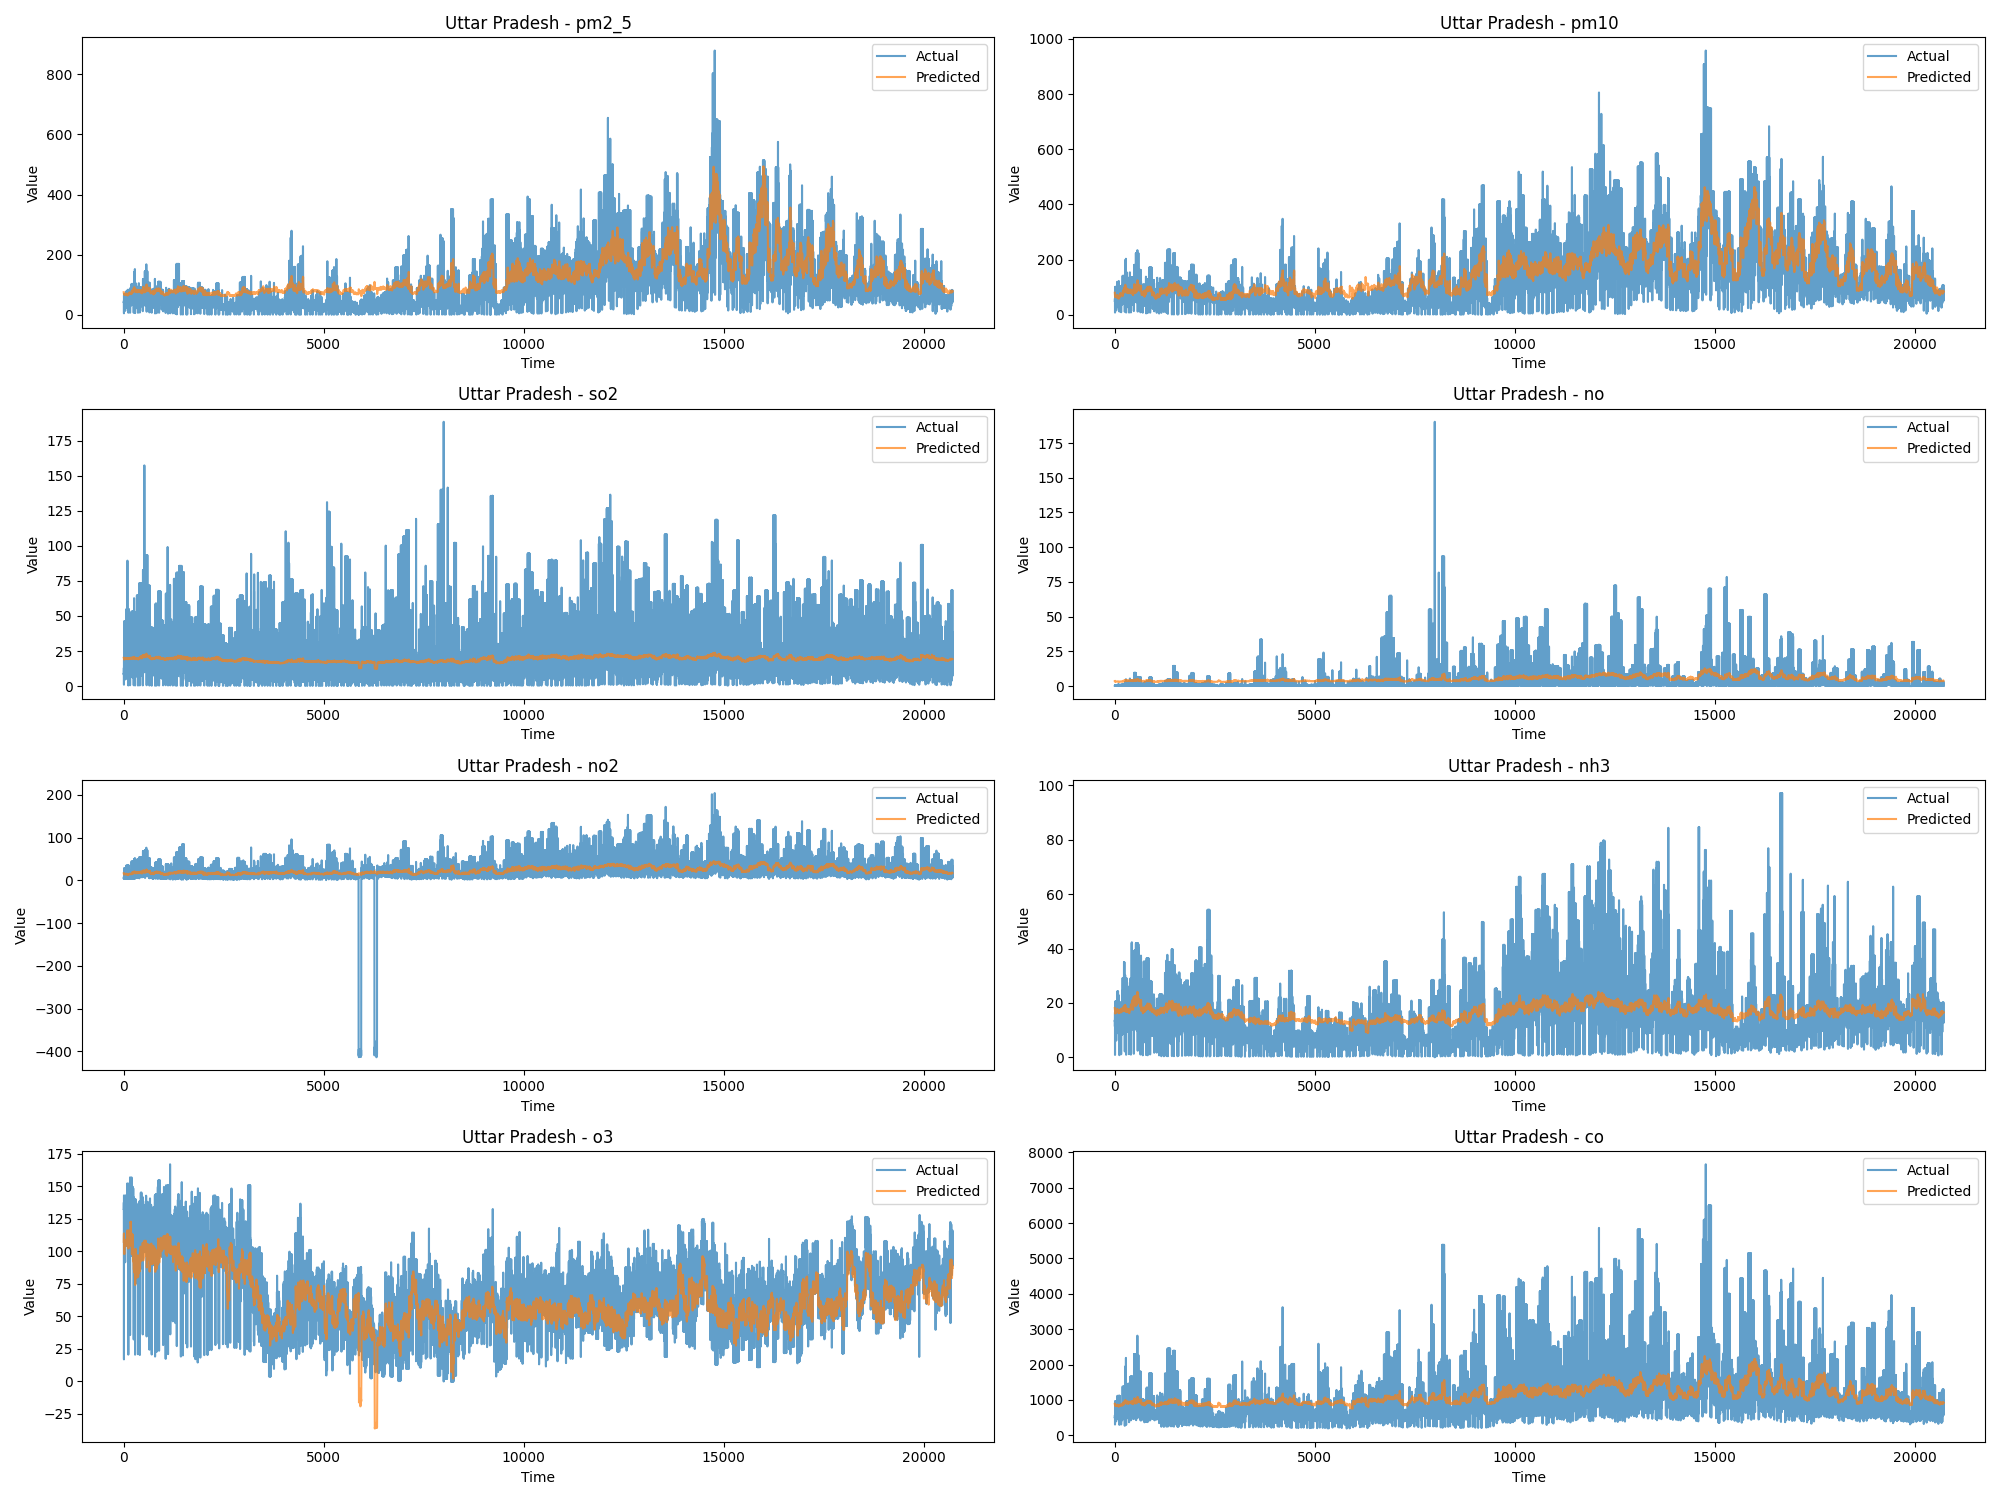 Uttar Pradesh - pm2_5
Value
800
600
400
200
0
0 5000 10000 15000 20000
Time
Actual
Predicted
Uttar Pradesh - pm10
Value
1000
800
600
400
200
0
0 5000 10000 15000 20000
Time
Actual
Predicted
Uttar Pradesh - so2
Value
175
150
125
100
75
50
25
0
0 5000 10000 15000 20000
Time
Actual
Predicted
Uttar Pradesh - no
Value
175
150
125
100
75
50
25
0
0 5000 10000 15000 20000
Time
Actual
Predicted
Uttar Pradesh - no2
Value
200
100
0
−100
−200
−300
−400
0 5000 10000 15000 20000
Time
Actual
Predicted
Uttar Pradesh - nh3
Value
100
80
60
40
20
0
0 5000 10000 15000 20000
Time
Actual
Predicted
Uttar Pradesh - o3
Value
175
150
125
100
75
50
25
0
−25
0 5000 10000 15000 20000
Time
Actual
Predicted
Uttar Pradesh - co
Value
8000
7000
6000
5000
4000
3000
2000
1000
0
0 5000 10000 15000 20000
Time
Actual
Predicted